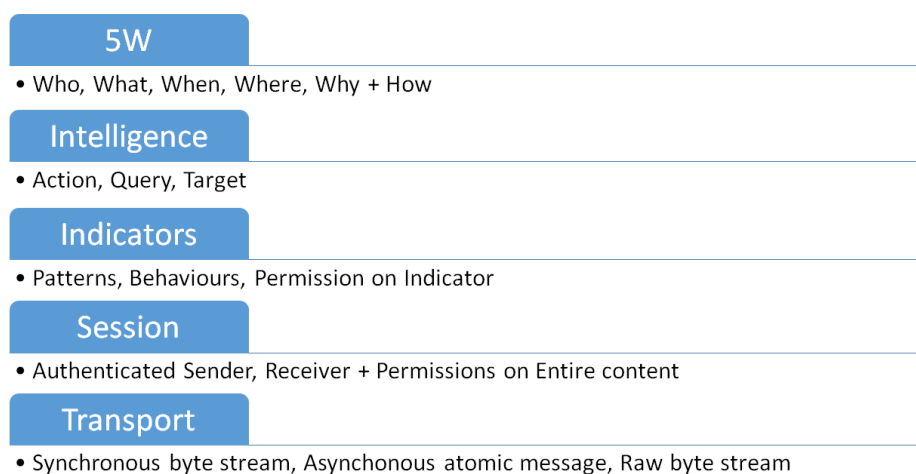 5W
• Who, What, When, Where, Why + How
Intelligence
• Action, Query, Target
Indicators
• Patterns, Behaviours, Permission on Indicator
Session
• Authenticated Sender, Receiver + Permissions on Entire content
Transport
• Synchronous byte stream, Asynchonous atomic message, Raw byte stream